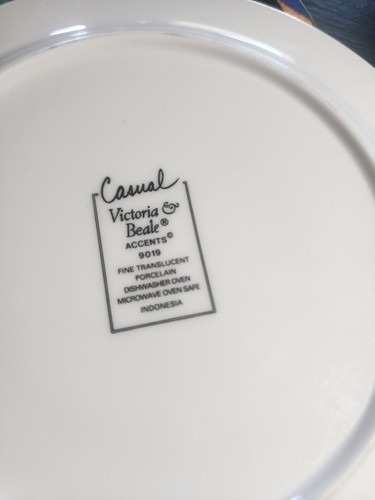 Casual
Victoria &
Beale®
ACCENTS©
9019
FINE TRANSLUCENT
PORCELAIN
DISHWASHER OVEN
MICROWAVE OVEN SAFE
INDONESIA